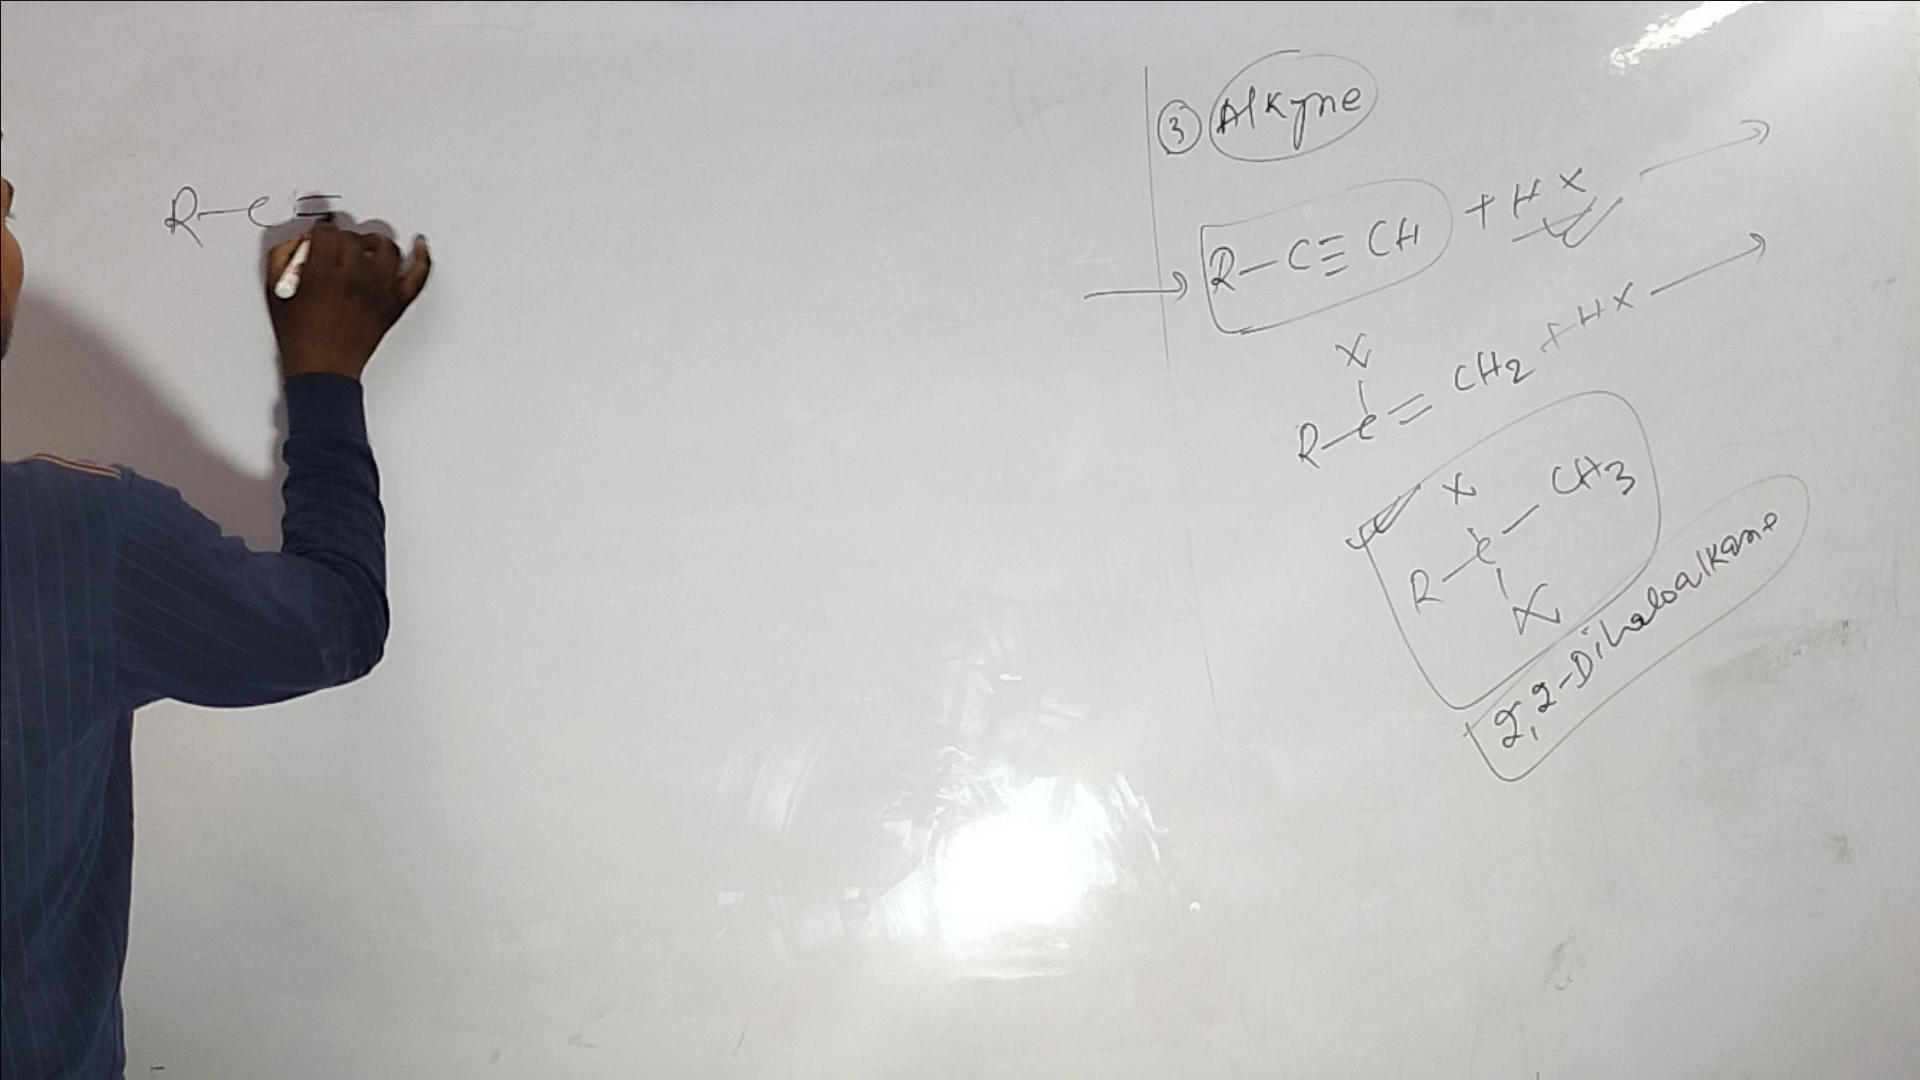 R-C=
③ Alkyne
R-C≡CH + HX →
X
R-C=CH2 + HX →
X
R-C-CH3
X
2,2-Dihaloalkane